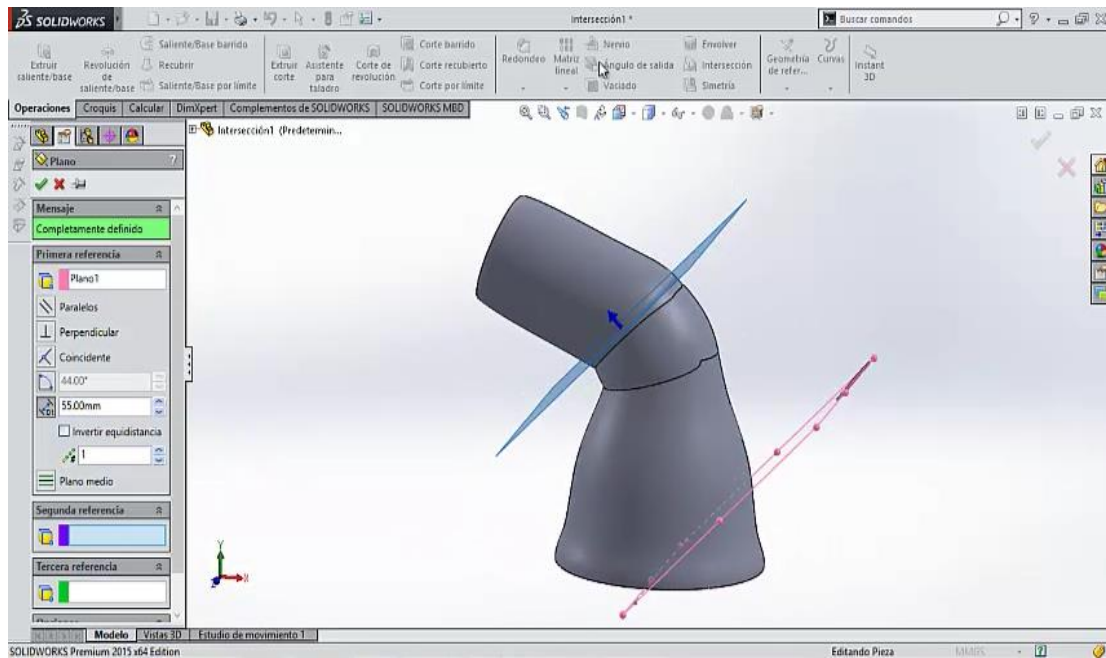 SOLIDWORKS
Intersección1 *
Buscar comandos
Extruir saliente/base
Revolución de saliente/base
Saliente/Base barrido
Recubrir
Saliente/Base por límite
Extruir corte
Asistente para taladro
Corte de revolución
Corte barrido
Corte recubierto
Corte por límite
Redondeo
Matriz lineal
Nervio
Ángulo de salida
Vaciado
Envolver
Intersección
Simetría
Geometría de refer...
Curvas
Instant 3D
Operaciones Croquis Calcular DimXpert Complementos de SOLIDWORKS SOLIDWORKS MBD
Intersección1 (Predetermin...
Plano ?
Mensaje
Completamente definido
Primera referencia
Plano1
Paralelos
Perpendicular
Coincidente
44.00°
55.00mm
Invertir equidistancia
1
Plano medio
Segunda referencia
Tercera referencia
Y
X
Z
Modelo Vistas 3D Estudio de movimiento 1
SOLIDWORKS Premium 2015 x64 Edition
Editando Pieza
MMGS